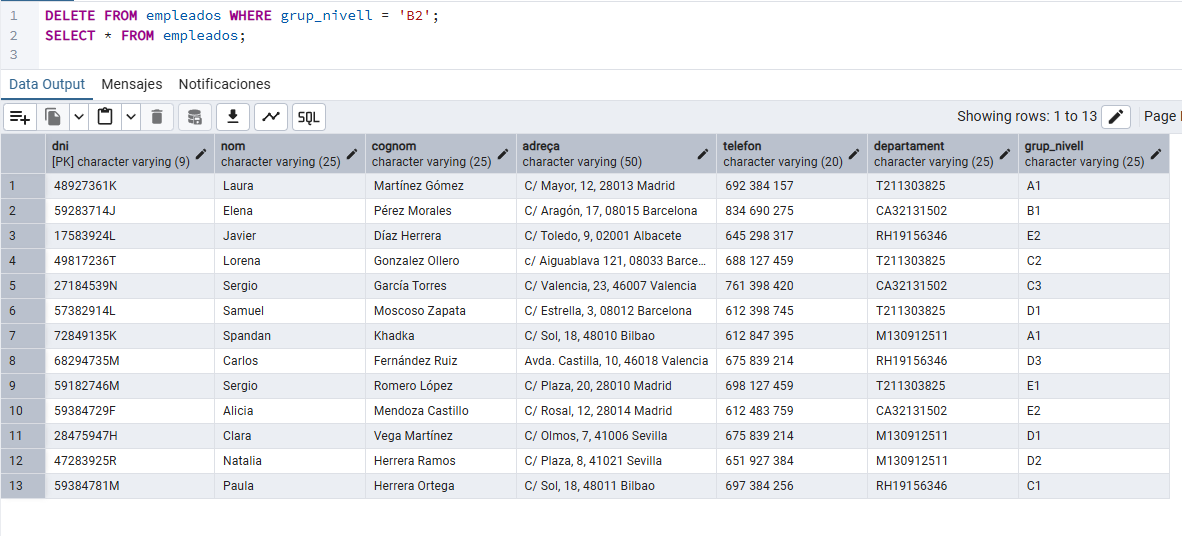 1 DELETE FROM empleados WHERE grup_nivell = 'B2';
2 SELECT * FROM empleados;
3
Data Output Mensajes Notificaciones
SQL Showing rows: 1 to 13 Page
dni nom cognom adreça telefon departament grup_nivell
[PK] character varying (9) character varying (25) character varying (25) character varying (50) character varying (20) character varying (25) character varying (25)
1 48927361K Laura Martínez Gómez C/ Mayor, 12, 28013 Madrid 692 384 157 T211303825 A1
2 59283714J Elena Pérez Morales C/ Aragón, 17, 08015 Barcelona 834 690 275 CA32131502 B1
3 17583924L Javier Díaz Herrera C/ Toledo, 9, 02001 Albacete 645 298 317 RH19156346 E2
4 49817236T Lorena Gonzalez Ollero c/ Aiguablava 121, 08033 Barce... 688 127 459 T211303825 C2
5 27184539N Sergio García Torres C/ Valencia, 23, 46007 Valencia 761 398 420 CA32131502 C3
6 57382914L Samuel Moscoso Zapata C/ Estrella, 3, 08012 Barcelona 612 398 745 T211303825 D1
7 72849135K Spandan Khadka C/ Sol, 18, 48010 Bilbao 612 847 395 M130912511 A1
8 68294735M Carlos Fernández Ruiz Avda. Castilla, 10, 46018 Valencia 675 839 214 RH19156346 D3
9 59182746M Sergio Romero López C/ Plaza, 20, 28010 Madrid 698 127 459 T211303825 E1
10 59384729F Alicia Mendoza Castillo C/ Rosal, 12, 28014 Madrid 612 483 759 CA32131502 E2
11 28475947H Clara Vega Martínez C/ Olmos, 7, 41006 Sevilla 675 839 214 M130912511 D1
12 47283925R Natalia Herrera Ramos C/ Plaza, 8, 41021 Sevilla 651 927 384 M130912511 D2
13 59384781M Paula Herrera Ortega C/ Sol, 18, 48011 Bilbao 697 384 256 RH19156346 C1